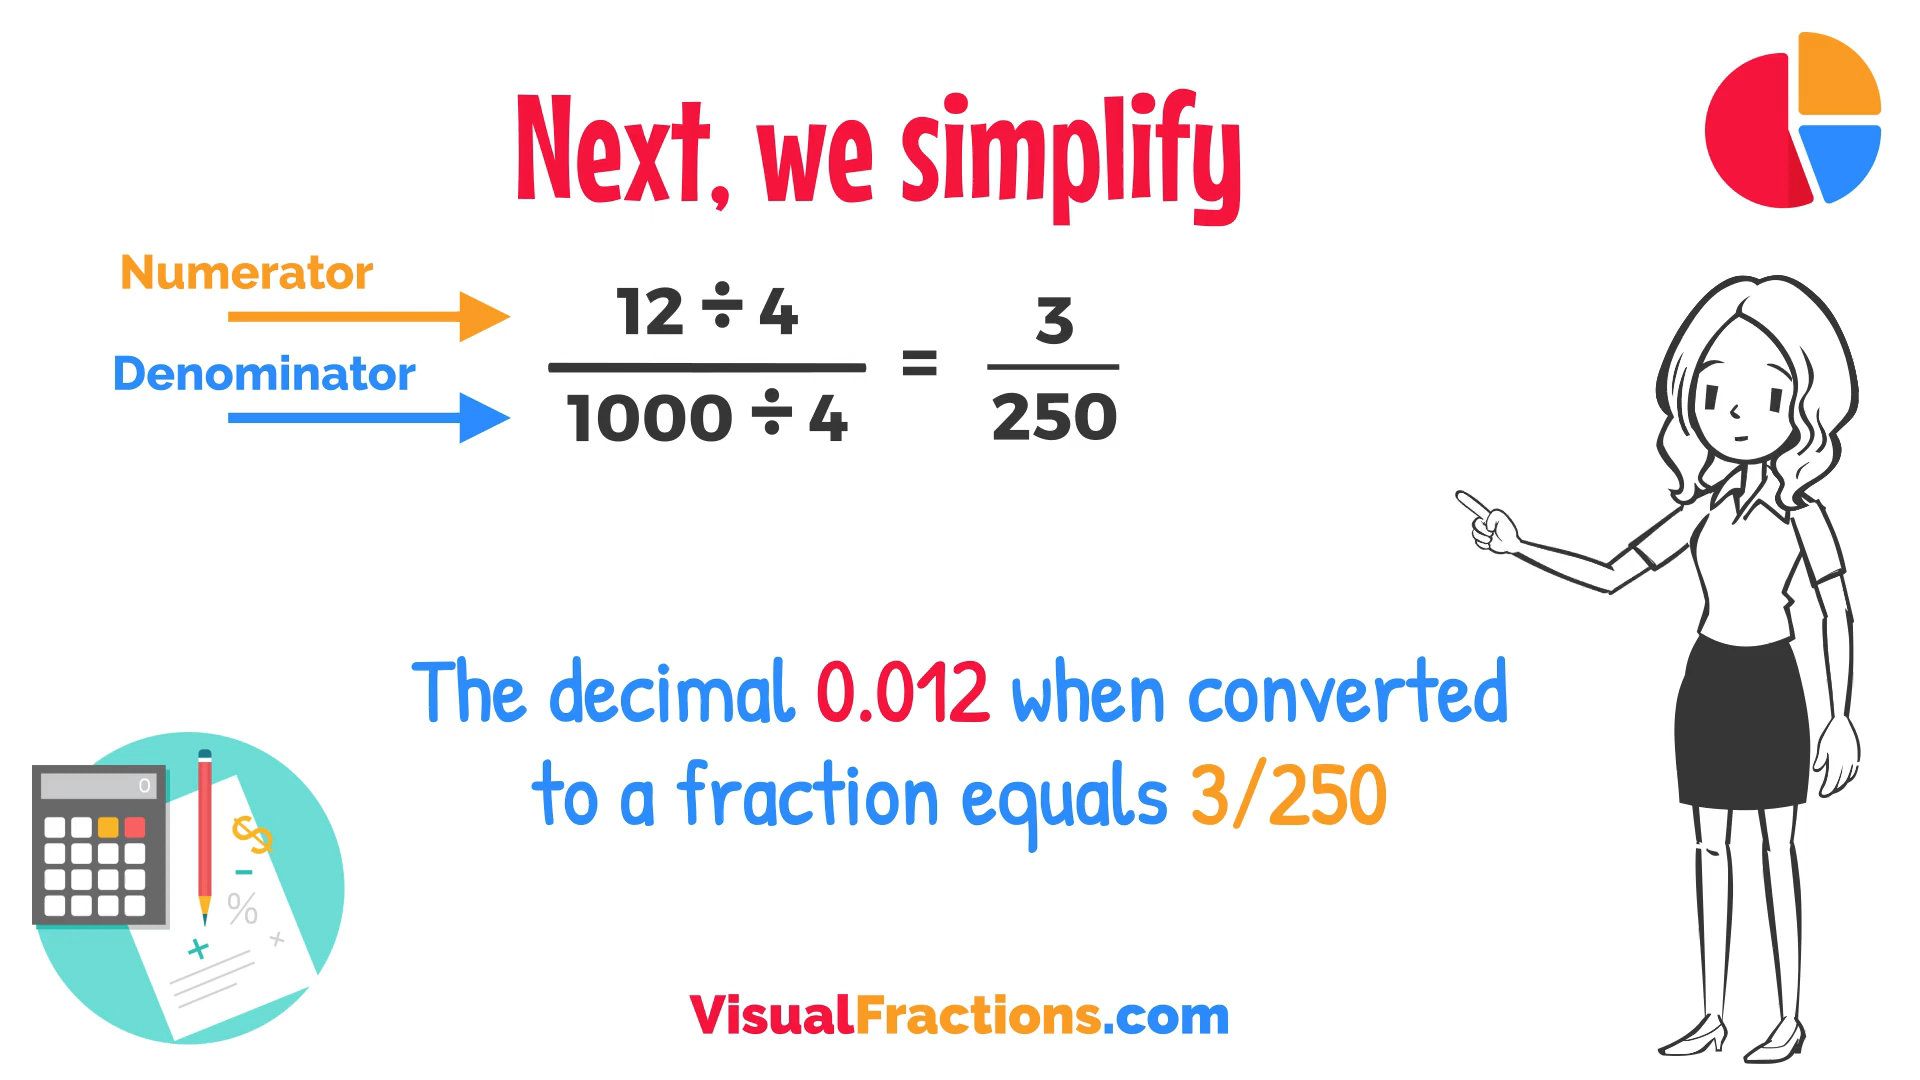 Next, we simplify
Numerator
Denominator
12 ÷ 4
1000 ÷ 4
=
3
250
The decimal 0.012 when converted
to a fraction equals 3/250
0
$
-
%
+
×
VisualFractions.com